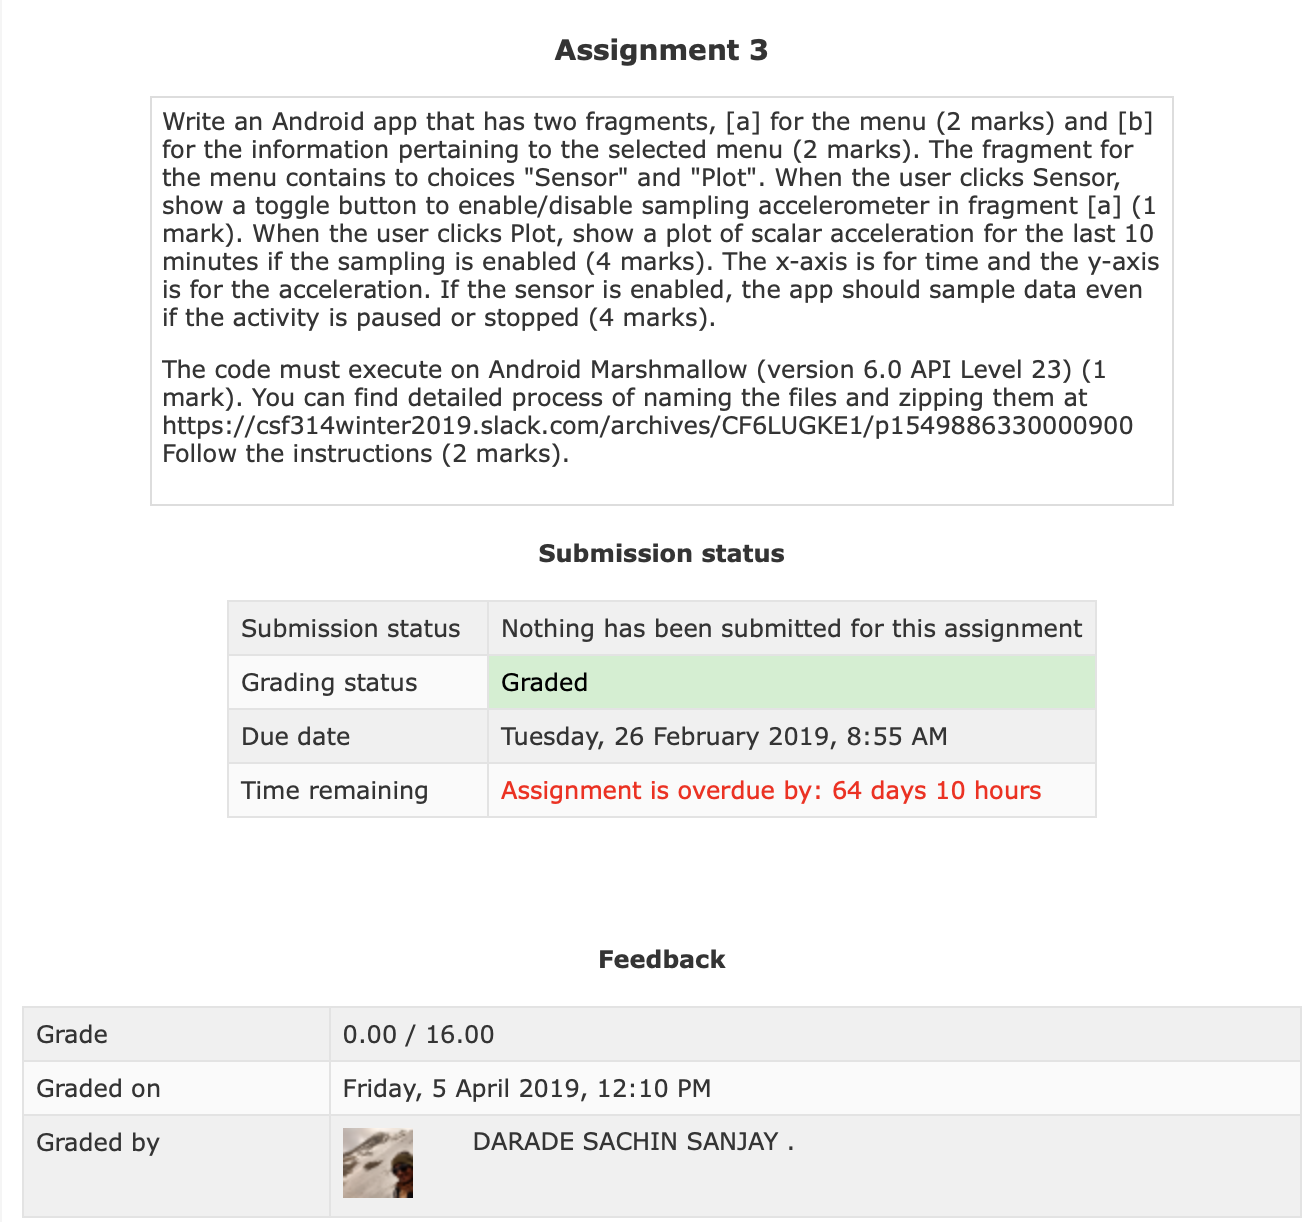 Assignment 3
Write an Android app that has two fragments, [a] for the menu (2 marks) and [b]
for the information pertaining to the selected menu (2 marks). The fragment for
the menu contains to choices "Sensor" and "Plot". When the user clicks Sensor,
show a toggle button to enable/disable sampling accelerometer in fragment [a] (1
mark). When the user clicks Plot, show a plot of scalar acceleration for the last 10
minutes if the sampling is enabled (4 marks). The x-axis is for time and the y-axis
is for the acceleration. If the sensor is enabled, the app should sample data even
if the activity is paused or stopped (4 marks).
The code must execute on Android Marshmallow (version 6.0 API Level 23) (1
mark). You can find detailed process of naming the files and zipping them at
https://csf314winter2019.slack.com/archives/CF6LUGKE1/p1549886330000900
Follow the instructions (2 marks).
Submission status
Submission status Nothing has been submitted for this assignment
Grading status Graded
Due date Tuesday, 26 February 2019, 8:55 AM
Time remaining Assignment is overdue by: 64 days 10 hours
Feedback
Grade 0.00 / 16.00
Graded on Friday, 5 April 2019, 12:10 PM
Graded by DARADE SACHIN SANJAY .